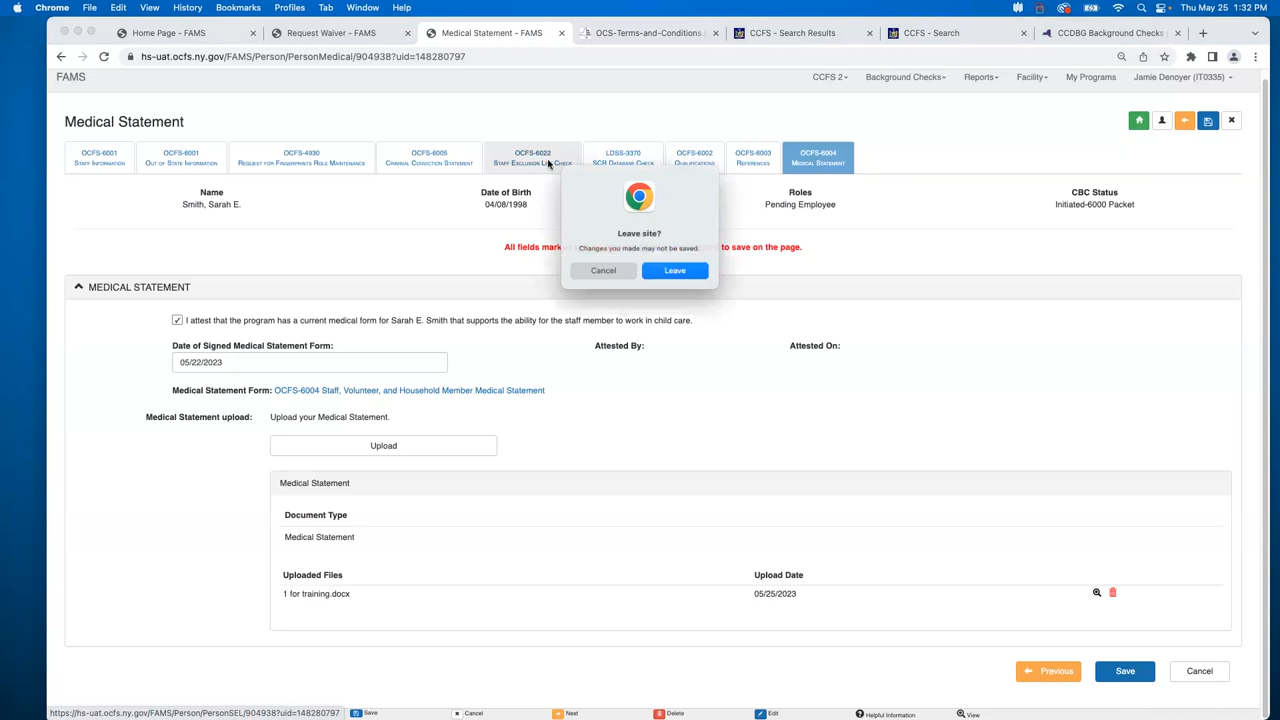 Chrome File Edit View History Bookmarks Profiles Tab Window Help Thu May 25 1:32 PM
Home Page - FAMS Request Waiver - FAMS Medical Statement - FAMS OCS-Terms-and-Conditions. CCFS - Search Results CCFS - Search CCDBG Background Checks
hs-uat.ocfs.ny.gov/FAMS/Person/PersonMedical/904938?uid=148280797
FAMS CCFS 2 Background Checks Reports Facility My Programs Jamie Denoyer (IT0335)
Medical Statement
OCFS-6001 OCFS-6001 OCFS-4930 OCFS-6005 OCFS-6022 LDSS-3370 OCFS-6002 OCFS-6003 OCFS-6004
Staff Information Out of State Information Request for Fingerprints Role Maintenance Criminal Conviction Statement Staff Exclusion List Check SCR Database Check Qualifications References Medical Statement
Name Date of Birth Roles CBC Status
Smith, Sarah E. 04/08/1998 Pending Employee Initiated-6000 Packet
Leave site?
All fields mark to save on the page.
Changes you made may not be saved.
Cancel Leave
MEDICAL STATEMENT
I attest that the program has a current medical form for Sarah E. Smith that supports the ability for the staff member to work in child care.
Date of Signed Medical Statement Form: Attested By: Attested On:
05/22/2023
Medical Statement Form: OCFS-6004 Staff, Volunteer, and Household Member Medical Statement
Medical Statement upload: Upload your Medical Statement.
Upload
Medical Statement
Document Type
Medical Statement
Uploaded Files Upload Date
1 for training.docx 05/25/2023
Previous Save Cancel
https://hs-uat.ocfs.ny.gov/FAMS/Person/PersonSEL/904938?uid=148280797 Save Cancel Next Delete Edit Helpful Information View